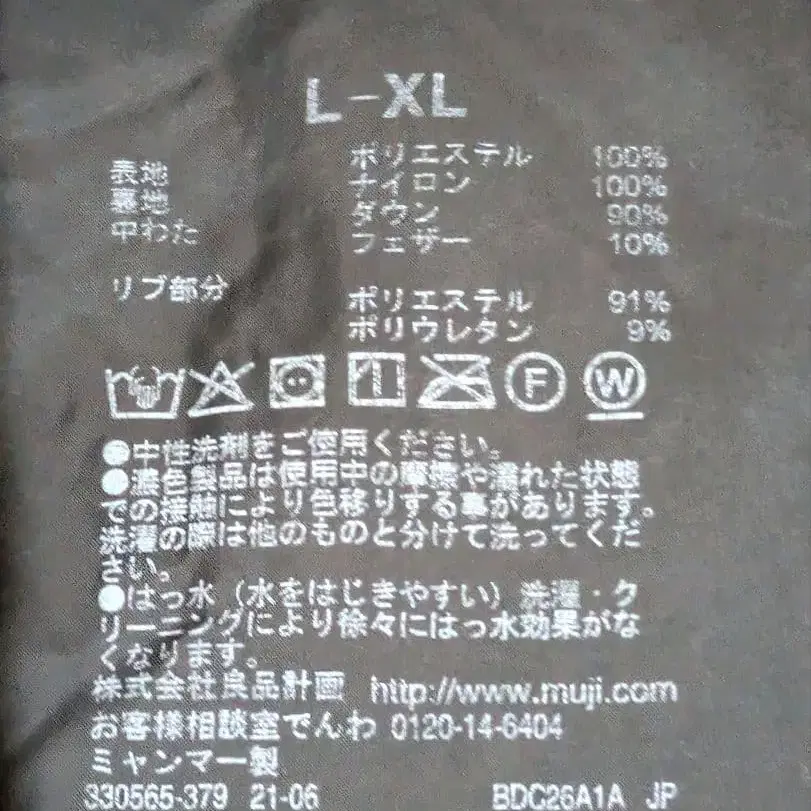 L-XL
表地 ポリエステル 100%
裏地 ナイロン 100%
中わた ダウン 90%
フェザー 10%
リブ部分 ポリエステル 91%
ポリウレタン 9%
F W
●中性洗剤をご使用ください。
●濃色製品は使用中の摩擦や濡れた状態
での接触により色移りする事があります。
洗濯の際は他のものと分けて洗ってくだ
さい。
●はっ水（水をはじきやすい）洗濯・ク
リーニングにより徐々にはっ水効果がな
くなります。
株式会社良品計画 http://www.muji.com
お客様相談室でんわ 0120-14-6404
ミャンマー製
330565-379 21-06 BDC26A1A JP